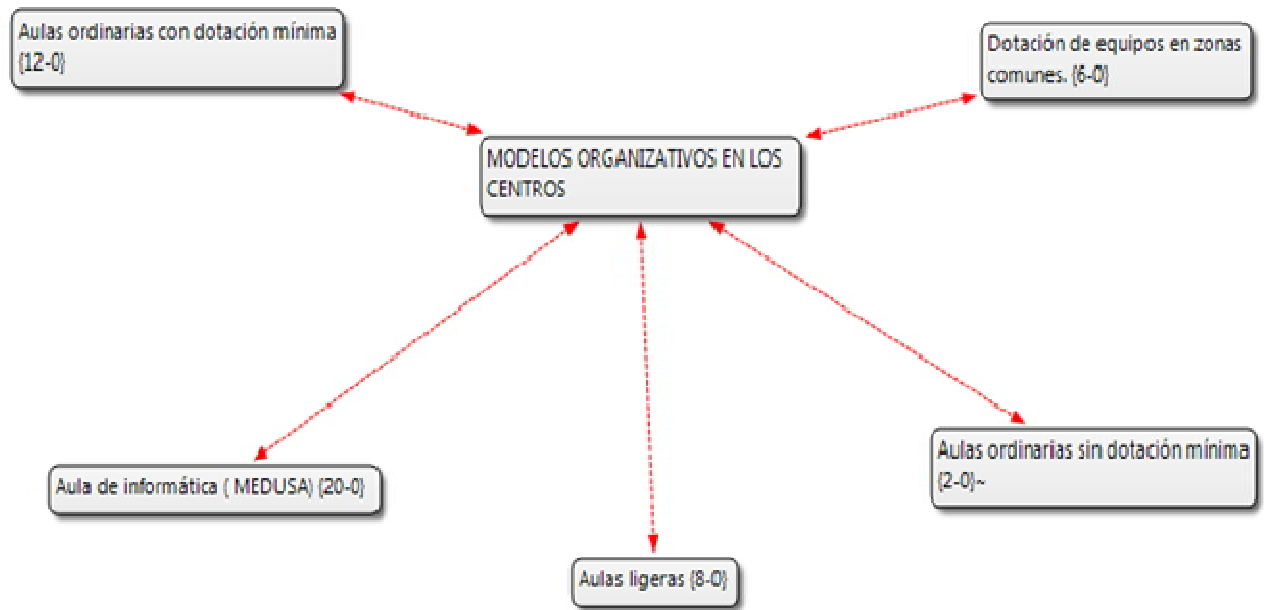 Aulas ordinarias con dotación mínima
{12-0}
Dotación de equipos en zonas
comunes. {6-0}
MODELOS ORGANIZATIVOS EN LOS
CENTROS
Aula de informática ( MEDUSA) {20-0}
Aulas ligeras {8-0}
Aulas ordinarias sin dotación mínima
{2-0}~